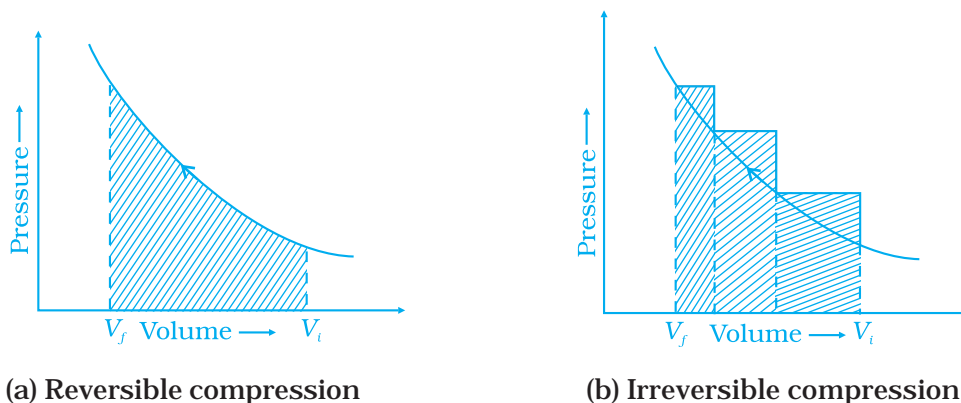 Pressure
V_f Volume V_i
(a) Reversible compression
Pressure
V_f Volume V_i
(b) Irreversible compression